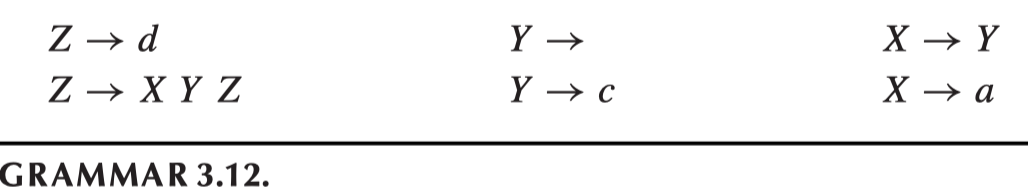 Z → d Y → X → Y
Z → X Y Z Y → c X → a
GRAMMAR 3.12.